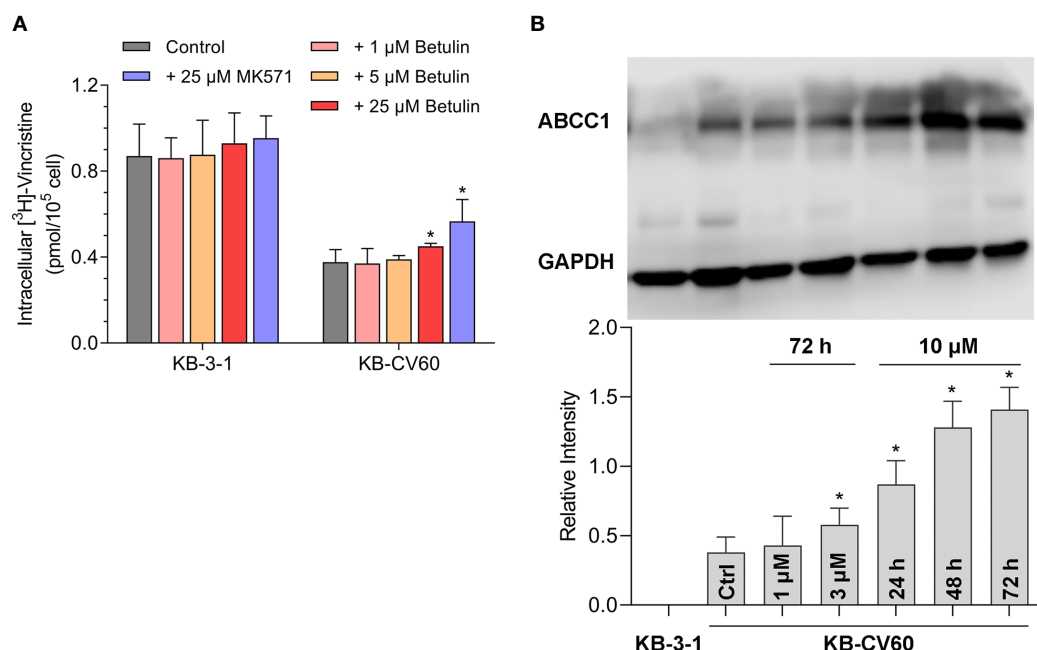 A
Control
+ 25 µM MK571
+ 1 µM Betulin
+ 5 µM Betulin
+ 25 µM Betulin
Intracellular [³H]-Vincristine
(pmol/10⁵ cell)
1.2
0.8
0.4
0.0
*
*
KB-3-1
KB-CV60
B
ABCC1
GAPDH
Relative Intensity
2.0
1.5
1.0
0.5
0.0
72 h
10 µM
*
*
*
*
Ctrl
1 µM
3 µM
24 h
48 h
72 h
KB-3-1
KB-CV60